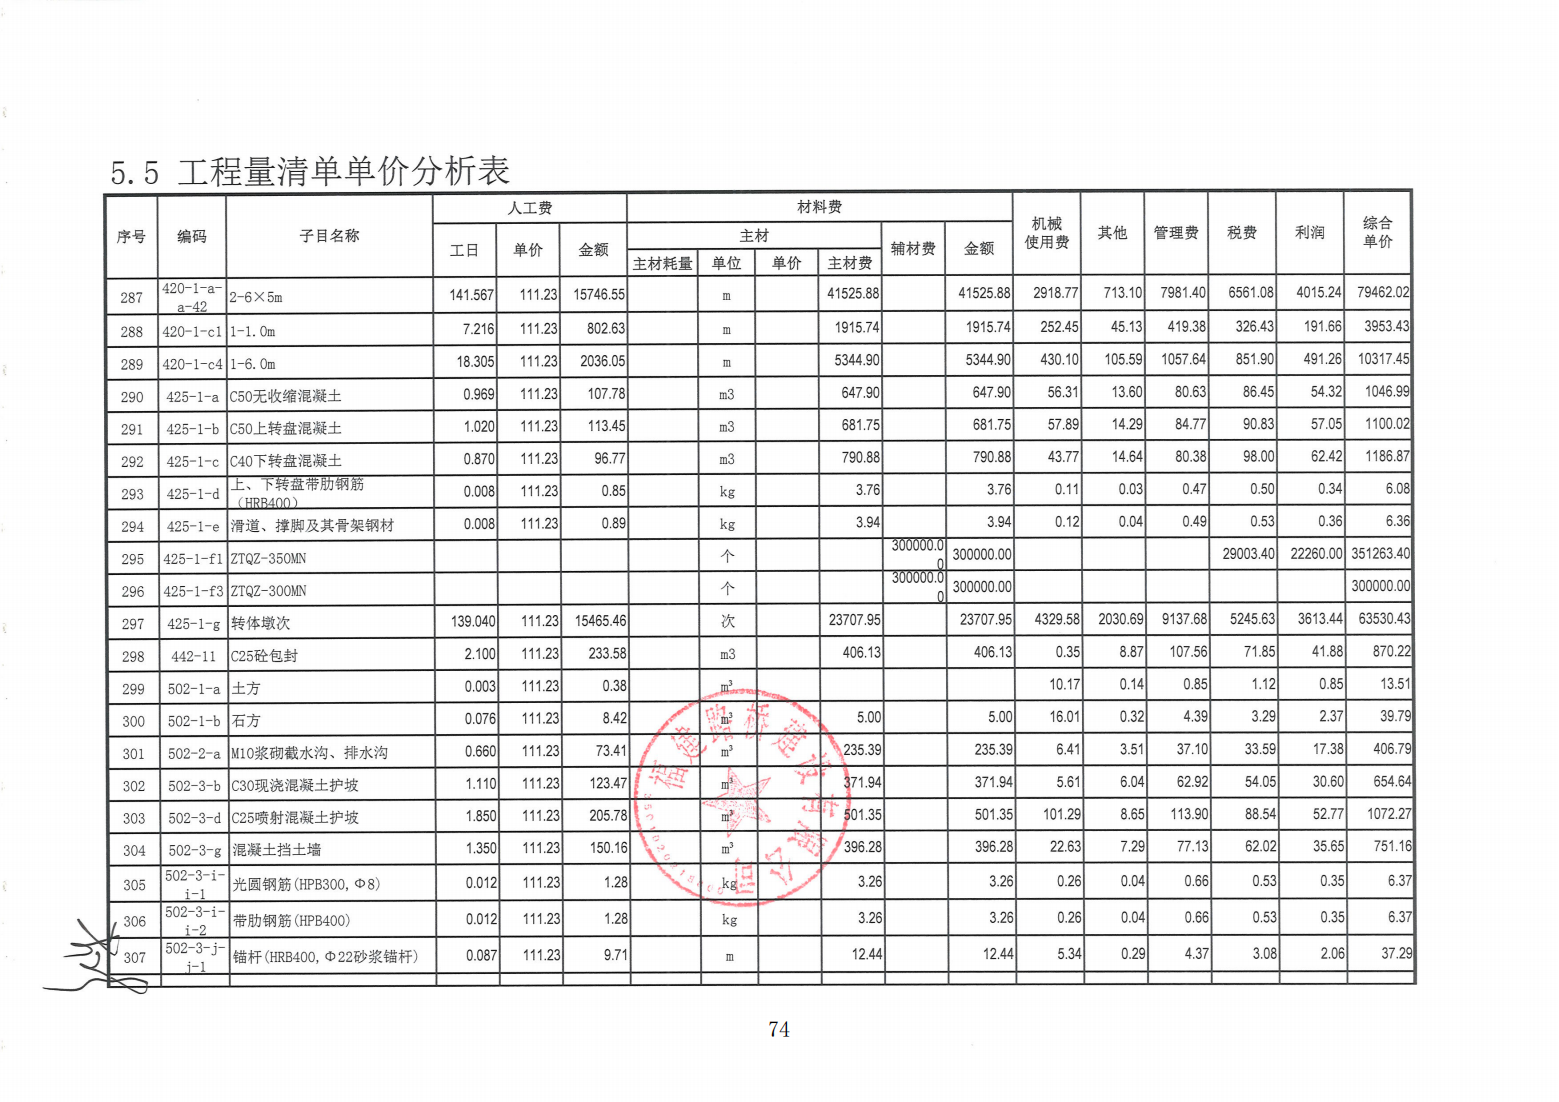 5.5 工程量清单单价分析表
序号 编码 子目名称 人工费 材料费 机械使用费 其他 管理费 税费 利润 综合单价
工日 单价 金额 主材 辅材费 金额
主材耗量 单位 单价 主材费
287 420-1-a-a-42 2-6×5m 141.567 111.23 15746.55 m 41525.88 41525.88 2918.77 713.10 7981.40 6561.08 4015.24 79462.02
288 420-1-c1 1-1.0m 7.216 111.23 802.63 m 1915.74 1915.74 252.45 45.13 419.38 326.43 191.66 3953.43
289 420-1-c4 1-6.0m 18.305 111.23 2036.05 m 5344.90 5344.90 430.10 105.59 1057.64 851.90 491.26 10317.45
290 425-1-a C50无收缩混凝土 0.969 111.23 107.78 m3 647.90 647.90 56.31 13.60 80.63 86.45 54.32 1046.99
291 425-1-b C50上转盘混凝土 1.020 111.23 113.45 m3 681.75 681.75 57.89 14.29 84.77 90.83 57.05 1100.02
292 425-1-c C40下转盘混凝土 0.870 111.23 96.77 m3 790.88 790.88 43.77 14.64 80.38 98.00 62.42 1186.87
293 425-1-d 上、下转盘带肋钢筋（HRB400） 0.008 111.23 0.85 kg 3.76 3.76 0.11 0.03 0.47 0.50 0.34 6.08
294 425-1-e 滑道、撑脚及其骨架钢材 0.008 111.23 0.89 kg 3.94 3.94 0.12 0.04 0.49 0.53 0.36 6.36
295 425-1-f1 ZTQZ-350MN 个 300000.00 300000.00 29003.40 22260.00 351263.40
296 425-1-f3 ZTQZ-300MN 个 300000.00 300000.00 300000.00
297 425-1-g 转体墩次 139.040 111.23 15465.46 次 23707.95 23707.95 4329.58 2030.69 9137.68 5245.63 3613.44 63530.43
298 442-11 C25砼包封 2.100 111.23 233.58 m3 406.13 406.13 0.35 8.87 107.56 71.85 41.88 870.22
299 502-1-a 土方 0.003 111.23 0.38 m³ 10.17 0.14 0.85 1.12 0.85 13.51
300 502-1-b 石方 0.076 111.23 8.42 m³ 5.00 5.00 16.01 0.32 4.39 3.29 2.37 39.79
301 502-2-a M10浆砌截水沟、排水沟 0.660 111.23 73.41 m³ 235.39 235.39 6.41 3.51 37.10 33.59 17.38 406.79
302 502-3-b C30现浇混凝土护坡 1.110 111.23 123.47 m³ 371.94 371.94 5.61 6.04 62.92 54.05 30.60 654.64
303 502-3-d C25喷射混凝土护坡 1.850 111.23 205.78 m³ 501.35 501.35 101.29 8.65 113.90 88.54 52.77 1072.27
304 502-3-g 混凝土挡土墙 1.350 111.23 150.16 m³ 396.28 396.28 22.63 7.29 77.13 62.02 35.65 751.16
305 502-3-i-i-1 光圆钢筋(HPB300,Φ8) 0.012 111.23 1.28 kg 3.26 3.26 0.26 0.04 0.66 0.53 0.35 6.37
306 502-3-i-i-2 带肋钢筋(HPB400) 0.012 111.23 1.28 kg 3.26 3.26 0.26 0.04 0.66 0.53 0.35 6.37
307 502-3-j-j-1 锚杆(HRB400,Φ22砂浆锚杆) 0.087 111.23 9.71 m 12.44 12.44 5.34 0.29 4.37 3.08 2.06 37.29
福建路桥建设有限公司
74